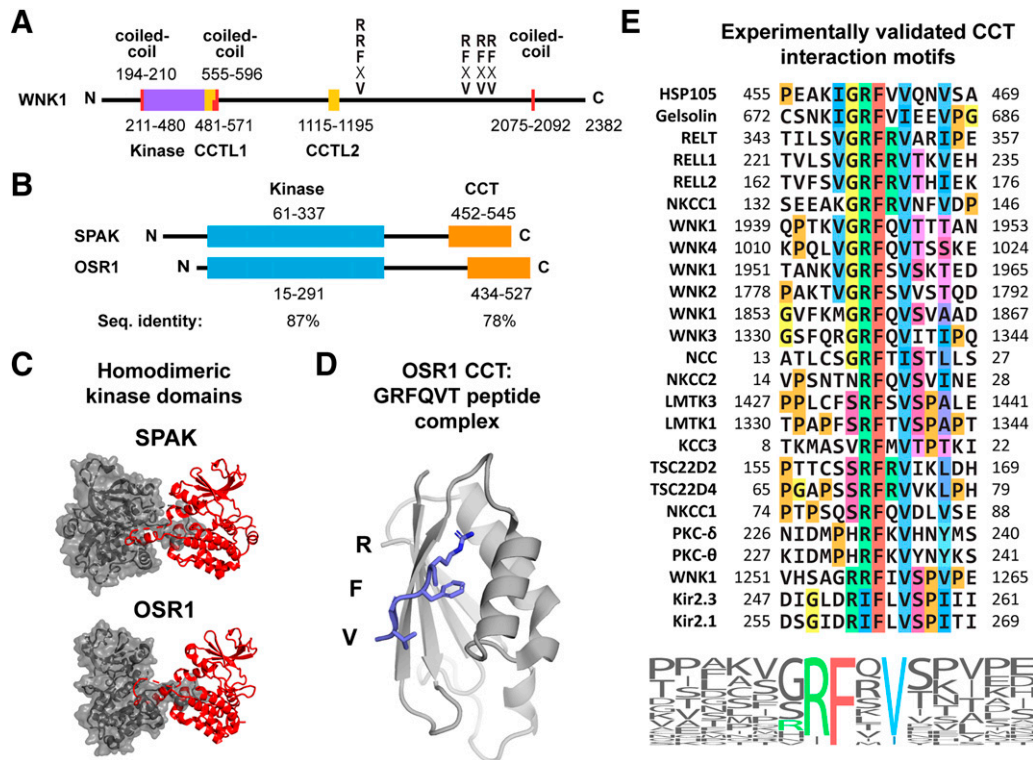 A
coiled-coil
194-210
coiled-coil
555-596
R
R
F
X
V
R R R
F F F
X X X
V V V
coiled-coil
WNK1 N C
211-480 481-571 1115-1195 2075-2092 2382
Kinase CCTL1 CCTL2
B
Kinase CCT
61-337 452-545
SPAK N C
OSR1 N C
15-291 434-527
Seq. identity: 87% 78%
C
Homodimeric
kinase domains
SPAK
OSR1
D
OSR1 CCT:
GRFQVT peptide
complex
R
F
V
E
Experimentally validated CCT
interaction motifs
HSP105 455 PEAKIGRFVVQNVSA 469
Gelsolin 672 CSNKIGRFVIEEVPG 686
RELT 343 TILSVGRFRVARIPE 357
RELL1 221 TVLSVGRFRVTKVEH 235
RELL2 162 TVFSVGRFRVTHIEK 176
NKCC1 132 SEEAKGRFRVNFVDP 146
WNK1 1939 QPTKVGRFQVTTTAN 1953
WNK4 1010 KPQLVGRFQVTSSKE 1024
WNK1 1951 TANKVGRFSVSKTED 1965
WNK2 1778 PAKTVGRFSVVSTQD 1792
WNK1 1853 GVFKMGRFQVSVAAD 1867
WNK3 1330 GSFQRGRFQVITIPQ 1344
NCC 13 ATLCSGRFTISTLLS 27
NKCC2 14 VPSNTNRFQVSVINE 28
LMTK3 1427 PPLCFSRFSVSPALE 1441
LMTK1 1330 TPAPFSRFTVSPAPT 1344
KCC3 8 TKMASVRFMVTPTKI 22
TSC22D2 155 PTTCSSRFRVIKLDH 169
TSC22D4 65 PGAPSSRFRVVKLPH 79
NKCC1 74 PTPSQSRFQVDLVSE 88
PKC-δ 226 NIDMPHRFKVHNYMS 240
PKC-θ 227 KIDMPHRFKVYNYKS 241
WNK1 1251 VHSAGRRFIVSPVPE 1265
Kir2.3 247 DIGLDRIFLVSPIII 261
Kir2.1 255 DSGIDRIFLVSPITI 269
PPAKVGRFQVSPVPE